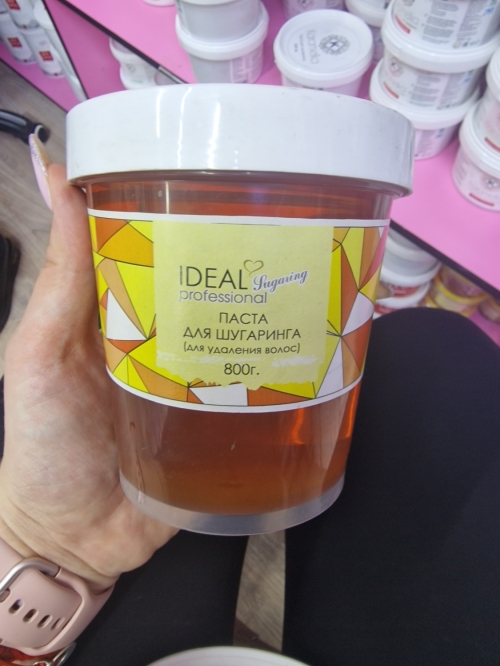 IDEAL Sugaring
professional
ПАСТА
ДЛЯ ШУГАРИНГА
(для удаления волос)
800г.